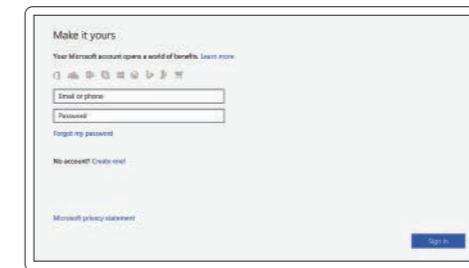 Make it yours
Your Microsoft account opens a world of benefits. Learn more
Email or phone
Password
Forgot my password
No account? Create one!
Microsoft privacy statement
Sign in